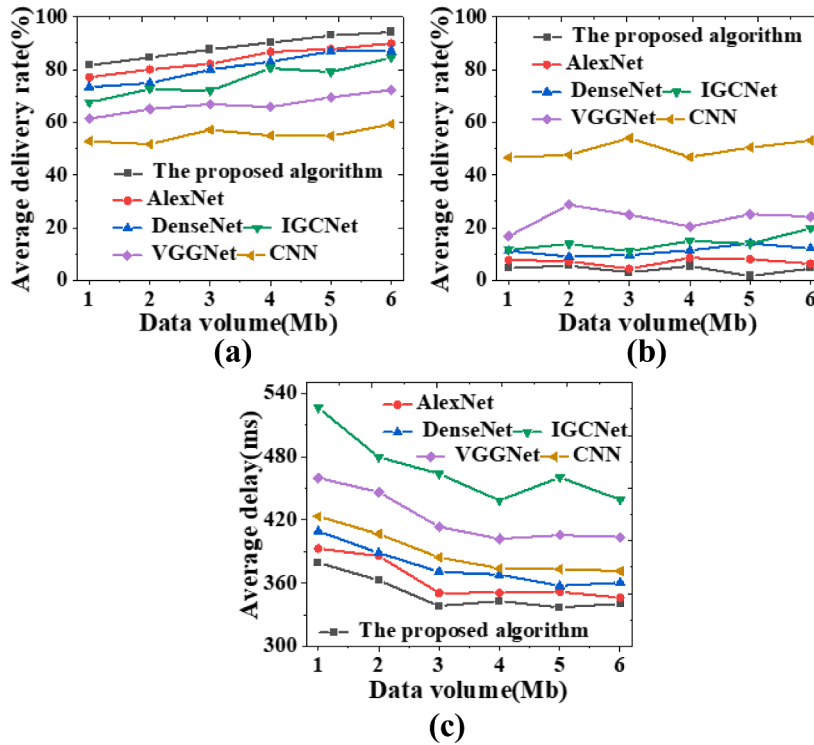 Average delivery rate(%)
100
80
60
40
20
0
The proposed algorithm
AlexNet
DenseNet IGCNet
VGGNet CNN
1 2 3 4 5 6
Data volume(Mb)
(a)
Average delivery rate(%)
100
80
60
40
20
0
The proposed algorithm
AlexNet
DenseNet IGCNet
VGGNet CNN
1 2 3 4 5 6
Data volume(Mb)
(b)
Average delay(ms)
540
480
420
360
300
AlexNet
DenseNet IGCNet
VGGNet CNN
The proposed algorithm
1 2 3 4 5 6
Data volume(Mb)
(c)